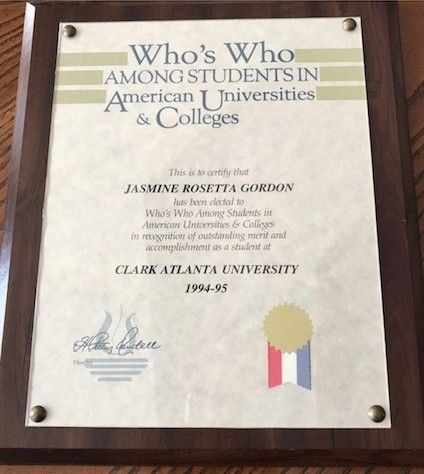 Who's Who
AMONG STUDENTS IN
American Universities
& Colleges
This is to certify that
JASMINE ROSETTA GORDON
has been elected to
Who's Who Among Students in
American Universities & Colleges
in recognition of outstanding merit and
accomplishment as a student at
CLARK ATLANTA UNIVERSITY
1994-95
Director